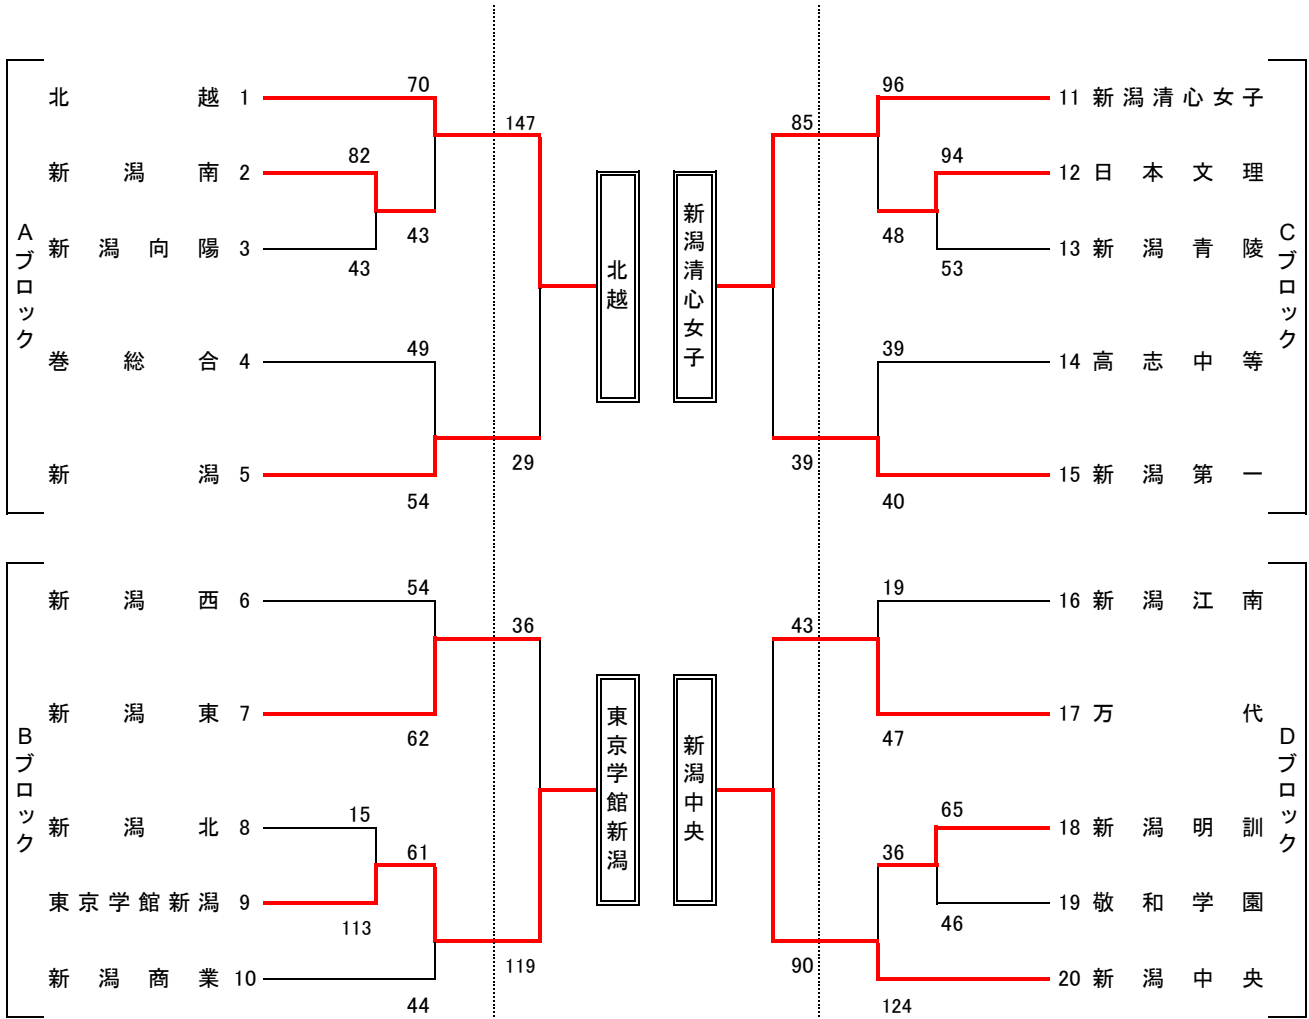 Aブロック
北越 1
70
新潟南 2
82
新潟向陽 3
43
43
巻総合 4
49
新潟 5
54
147
29
北越
Bブロック
新潟西 6
54
新潟東 7
62
新潟北 8
15
東京学館新潟 9
113
61
新潟商業 10
44
36
119
東京学館新潟
Cブロック
11 新潟清心女子
96
12 日本文理
94
13 新潟青陵
53
48
14 高志中等
39
15 新潟第一
40
85
39
新潟清心女子
Dブロック
16 新潟江南
19
17 万代
47
18 新潟明訓
65
19 敬和学園
46
36
20 新潟中央
124
43
90
新潟中央